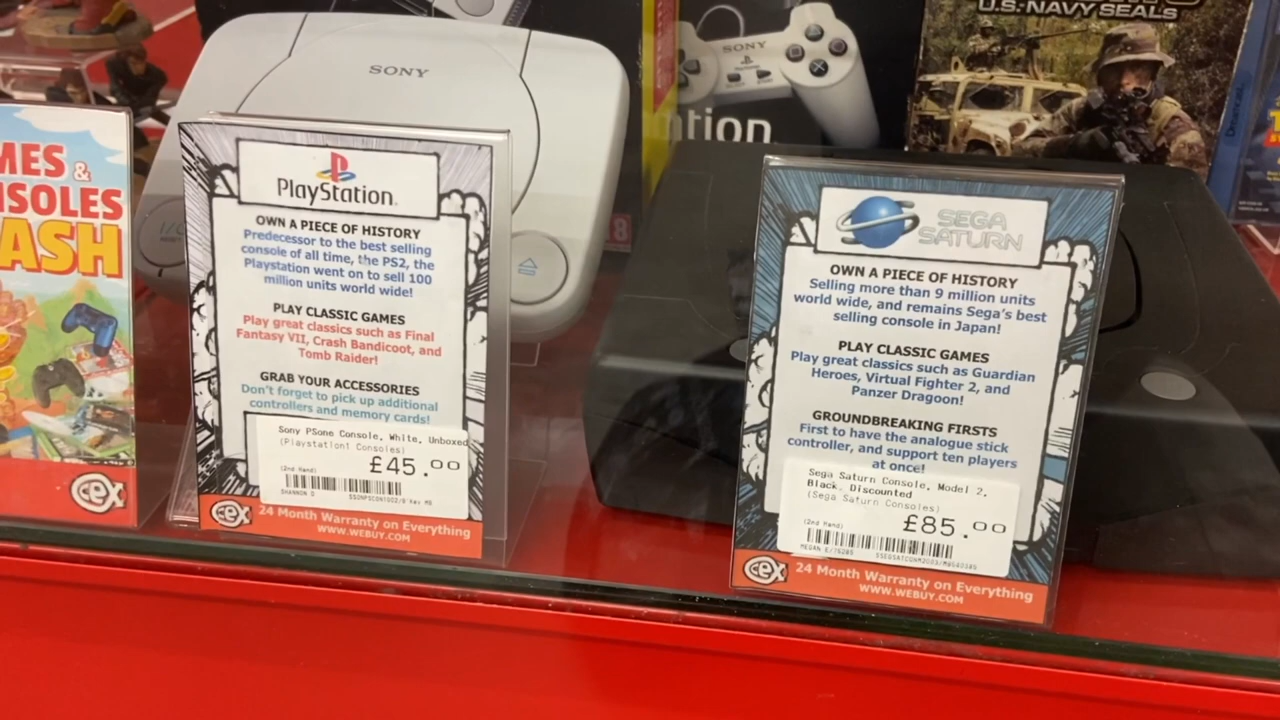 U.S. NAVY SEALS
SONY
SONY
ntion
MES &
NSOLES
ASH
cex
PlayStation
OWN A PIECE OF HISTORY
Predecessor to the best selling
console of all time, the PS2, the
Playstation went on to sell 100
million units world wide!
PLAY CLASSIC GAMES
Play great classics such as Final
Fantasy VII, Crash Bandicoot, and
Tomb Raider!
GRAB YOUR ACCESSORIES
Don't forget to pick up additional
controllers and memory cards!
Sony PSone Console, White, Unboxed
(Playstation1 Consoles)
(2nd Hand)
£45.00
SHANNON D
cex
24 Month Warranty on Everything
www.WEBUY.COM
SEGA
SATURN
OWN A PIECE OF HISTORY
Selling more than 9 million units
world wide, and remains Sega's best
selling console in Japan!
PLAY CLASSIC GAMES
Play great classics such as Guardian
Heroes, Virtual Fighter 2, and
Panzer Dragoon!
GROUNDBREAKING FIRSTS
First to have the analogue stick
controller, and support ten players
at once!
Sega Saturn Console, Model 2,
Black, Discounted
(Sega Saturn Consoles)
(2nd Hand)
£85.00
cex
24 Month Warranty on Everything
www.WEBUY.COM